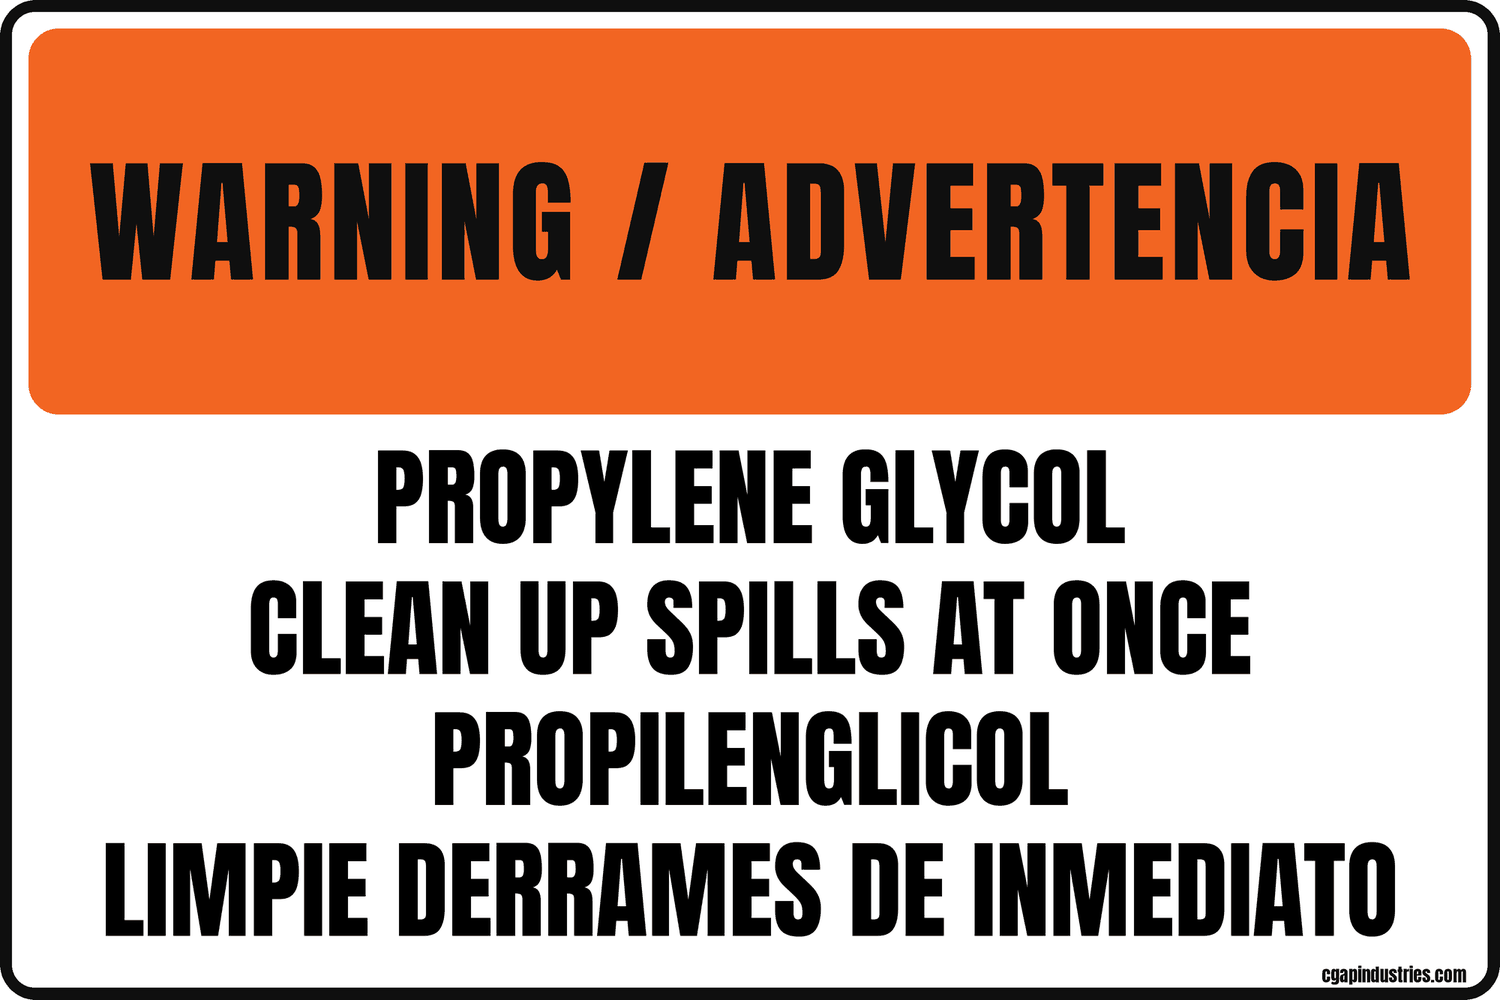 WARNING / ADVERTENCIA
PROPYLENE GLYCOL
CLEAN UP SPILLS AT ONCE
PROPILENGLICOL
LIMPIE DERRAMES DE INMEDIATO
cgapindustries.com